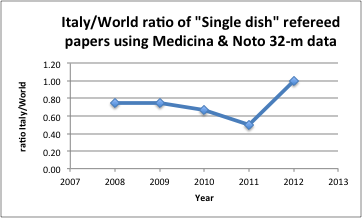 Italy/World ratio of "Single dish" refereed
papers using Medicina & Noto 32-m data
ratio Italy/World
1.20
1.00
0.80
0.60
0.40
0.20
0.00
2007 2008 2009 2010 2011 2012 2013
Year